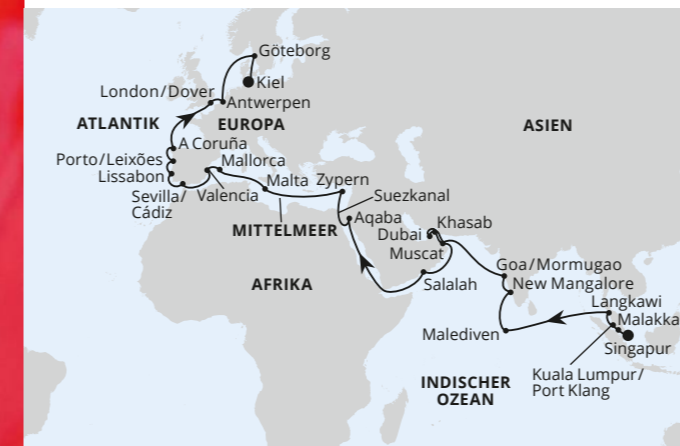 Göteborg
Kiel
London/Dover
Antwerpen
ATLANTIK
EUROPA
ASIEN
A Coruña
Porto/Leixões
Mallorca
Lissabon
Malta
Zypern
Sevilla/
Cádiz
Valencia
Suezkanal
Aqaba
Khasab
Dubai
MITTELMEER
Muscat
Goa/Mormugao
AFRIKA
Salalah
New Mangalore
Langkawi
Malakka
Malediven
Singapur
Kuala Lumpur/
Port Klang
INDISCHER
OZEAN